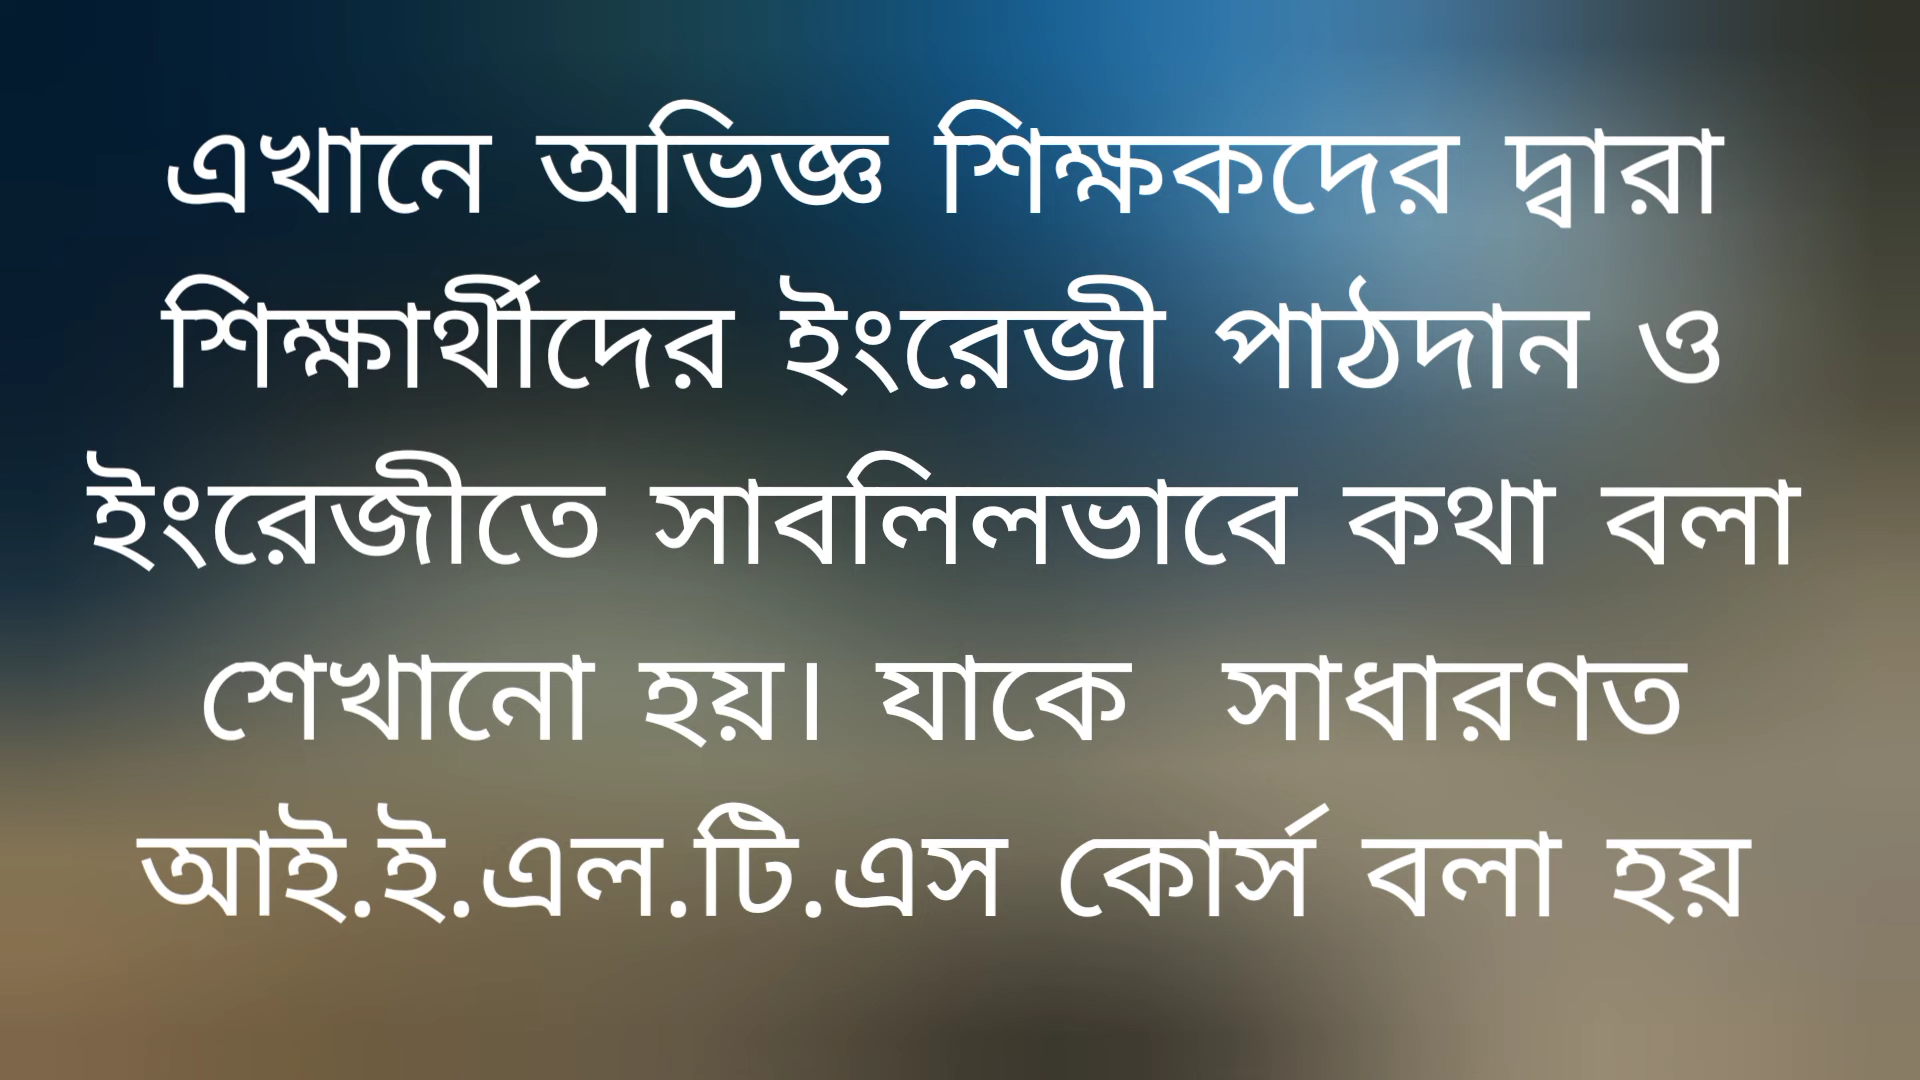 এখানে অভিজ্ঞ শিক্ষকদের দ্বারা
শিক্ষার্থীদের ইংরেজী পাঠদান ও
ইংরেজীতে সাবলিলভাবে কথা বলা
শেখানো হয়। যাকে  সাধারণত
আই.ই.এল.টি.এস কোর্স বলা হয়